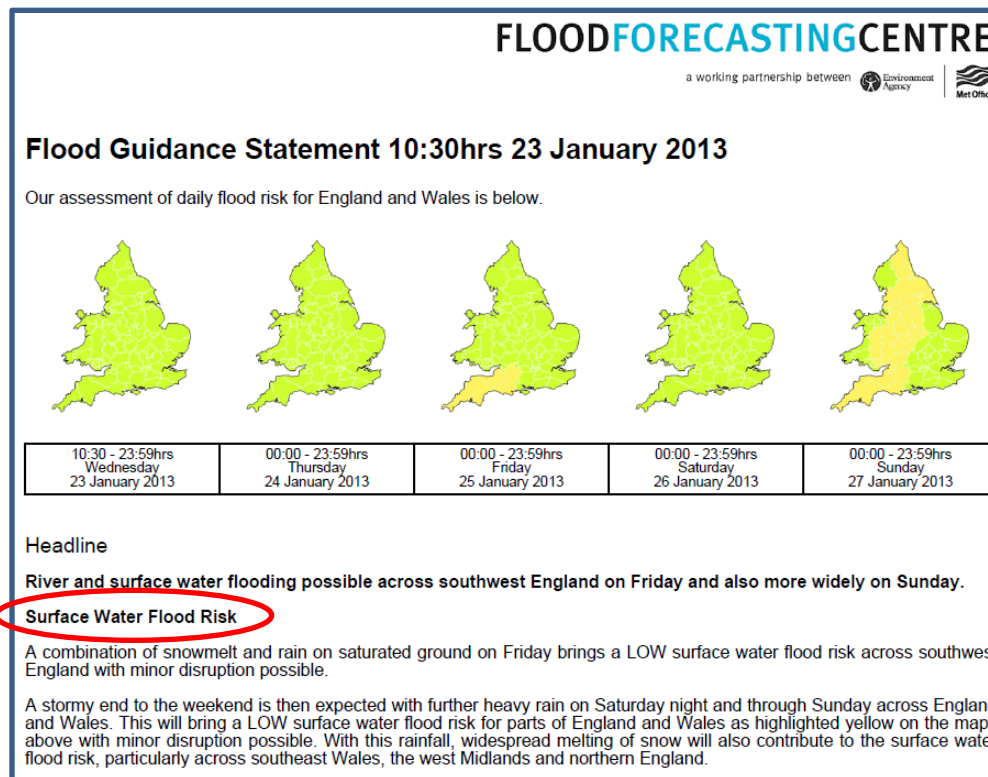 FLOODFORECASTINGCENTRE
a working partnership between Environment Agency Met Office
Flood Guidance Statement 10:30hrs 23 January 2013
Our assessment of daily flood risk for England and Wales is below.
10:30 - 23:59hrs Wednesday 23 January 2013
00:00 - 23:59hrs Thursday 24 January 2013
00:00 - 23:59hrs Friday 25 January 2013
00:00 - 23:59hrs Saturday 26 January 2013
00:00 - 23:59hrs Sunday 27 January 2013
Headline
River and surface water flooding possible across southwest England on Friday and also more widely on Sunday.
Surface Water Flood Risk
A combination of snowmelt and rain on saturated ground on Friday brings a LOW surface water flood risk across southwes
England with minor disruption possible.
A stormy end to the weekend is then expected with further heavy rain on Saturday night and through Sunday across Englan
and Wales. This will bring a LOW surface water flood risk for parts of England and Wales as highlighted yellow on the map
above with minor disruption possible. With this rainfall, widespread melting of snow will also contribute to the surface wate
flood risk, particularly across southeast Wales, the west Midlands and northern England.